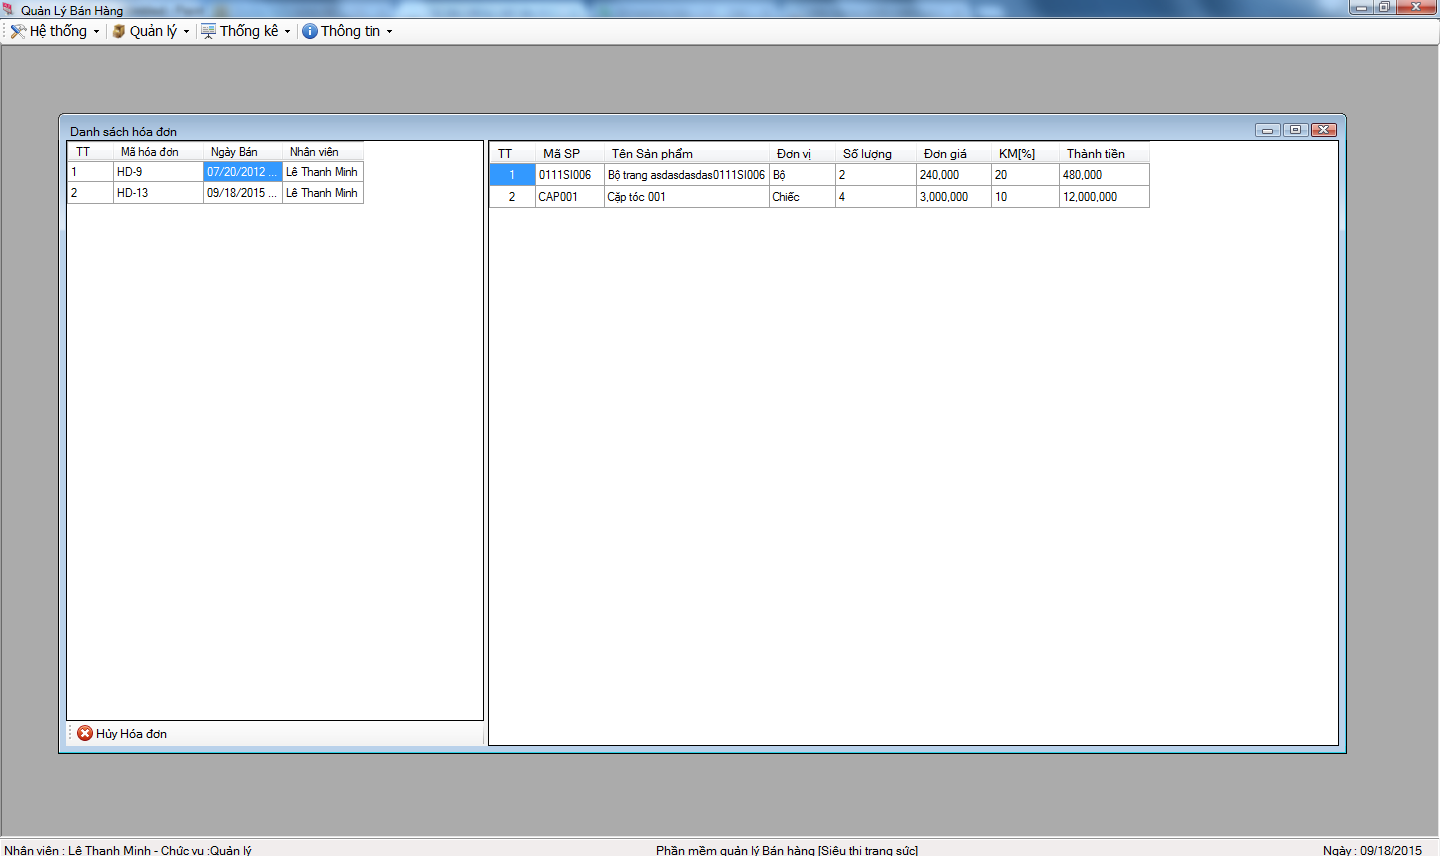 Quản Lý Bán Hàng
Hệ thống Quản lý Thống kê Thông tin
Danh sách hóa đơn
TT Mã hóa đơn Ngày Bán Nhân viên
1 HD-9 07/20/2012 ... Lê Thanh Minh
2 HD-13 09/18/2015 ... Lê Thanh Minh
TT Mã SP Tên Sản phẩm Đơn vị Số lượng Đơn giá KM[%] Thành tiền
1 0111SI006 Bộ trang asdasdasdas0111SI006 Bộ 2 240,000 20 480,000
2 CAP001 Cặp tóc 001 Chiếc 4 3,000,000 10 12,000,000
Hủy Hóa đơn
Nhân viên : Lê Thanh Minh - Chức vụ :Quản lý Phần mềm quản lý Bán hàng [Siêu thị trang sức] Ngày : 09/18/2015